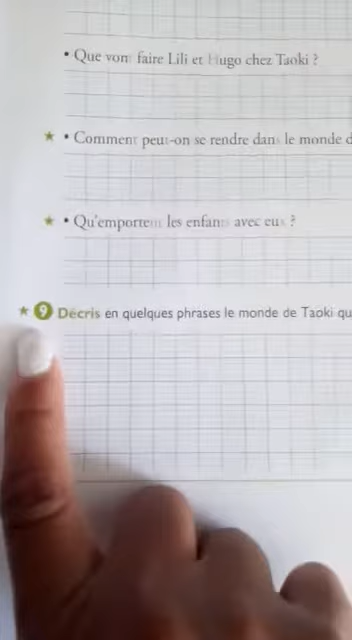 • Que vont faire Lili et Hugo chez Taoki ?
★ • Comment peut-on se rendre dans le monde d
★ • Qu'emportent les enfants avec eux ?
★ 9 Décris en quelques phrases le monde de Taoki qu